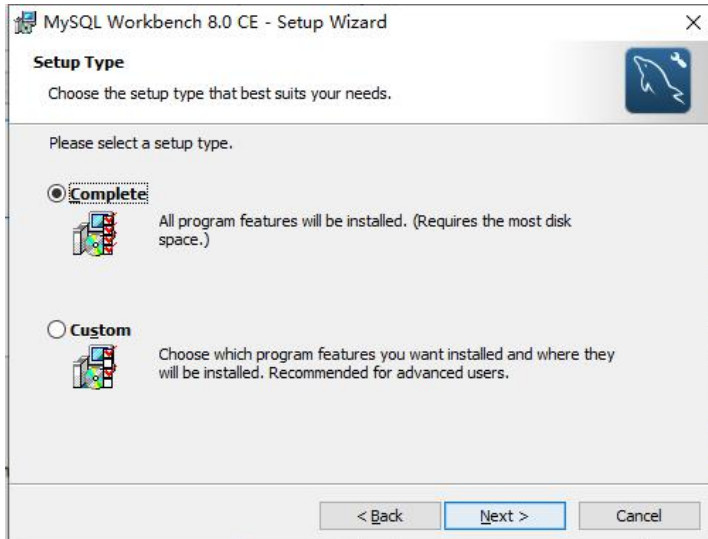 MySQL Workbench 8.0 CE - Setup Wizard
Setup Type
Choose the setup type that best suits your needs.
Please select a setup type.
Complete
All program features will be installed. (Requires the most disk
space.)
Custom
Choose which program features you want installed and where they
will be installed. Recommended for advanced users.
< Back Next > Cancel